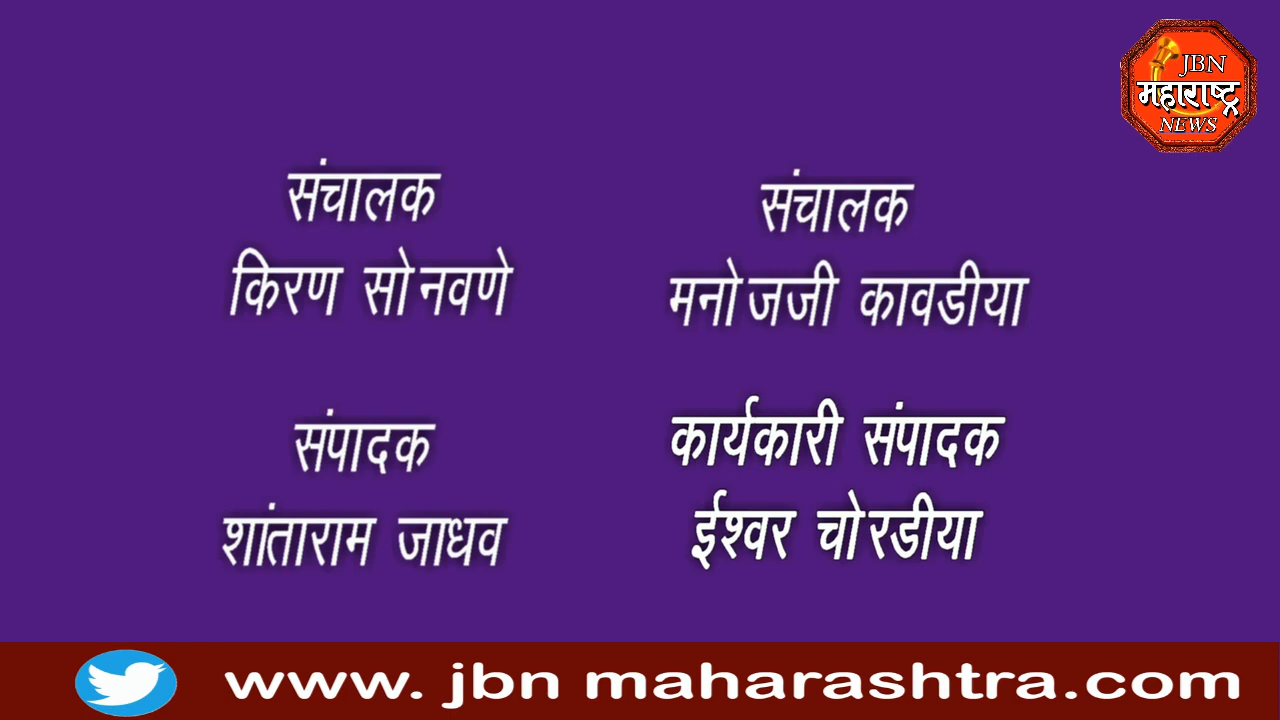 JBN
महाराष्ट्र
NEWS
संचालक
किरण सोनवणे
संचालक
मनोजजी कावडीया
संपादक
शांताराम जाधव
कार्यकारी संपादक
ईश्वर चोरडीया
www. jbn maharashtra.com